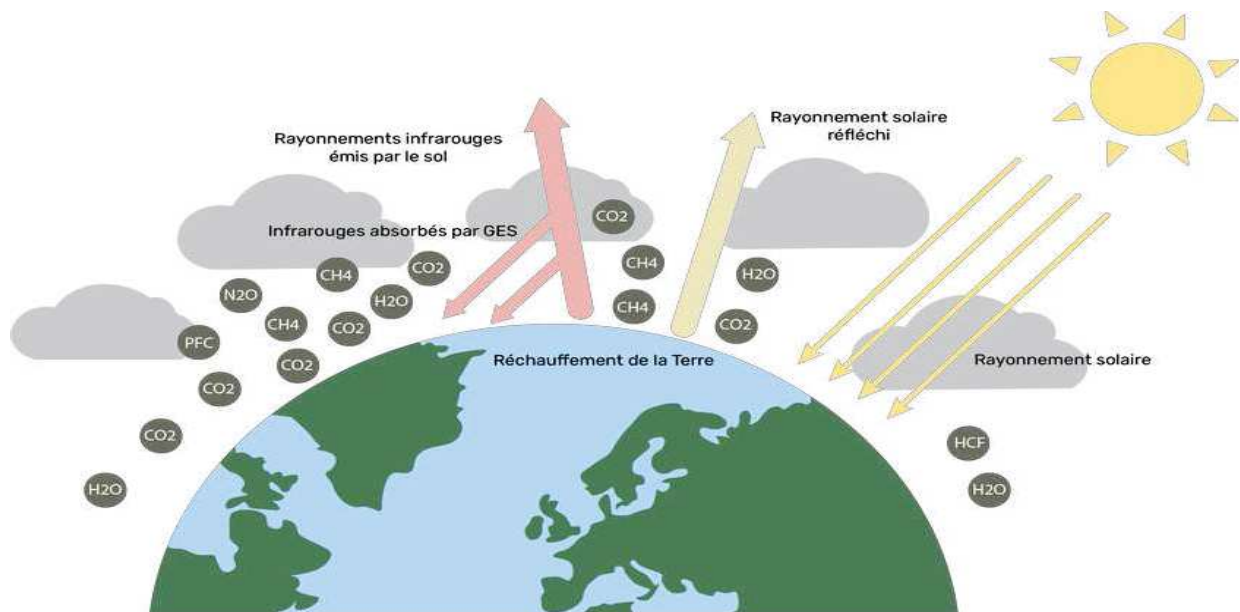 Rayonnements infrarouges
émis par le sol
Rayonnement solaire
réfléchi
Infrarouges absorbés par GES
CO2
CH4
CO2
CH4
H2O
N2O
H2O
CH4
CH4
CO2
CO2
PFC
Réchauffement de la Terre
Rayonnement solaire
CO2
CO2
CO2
HCF
H2O
H2O